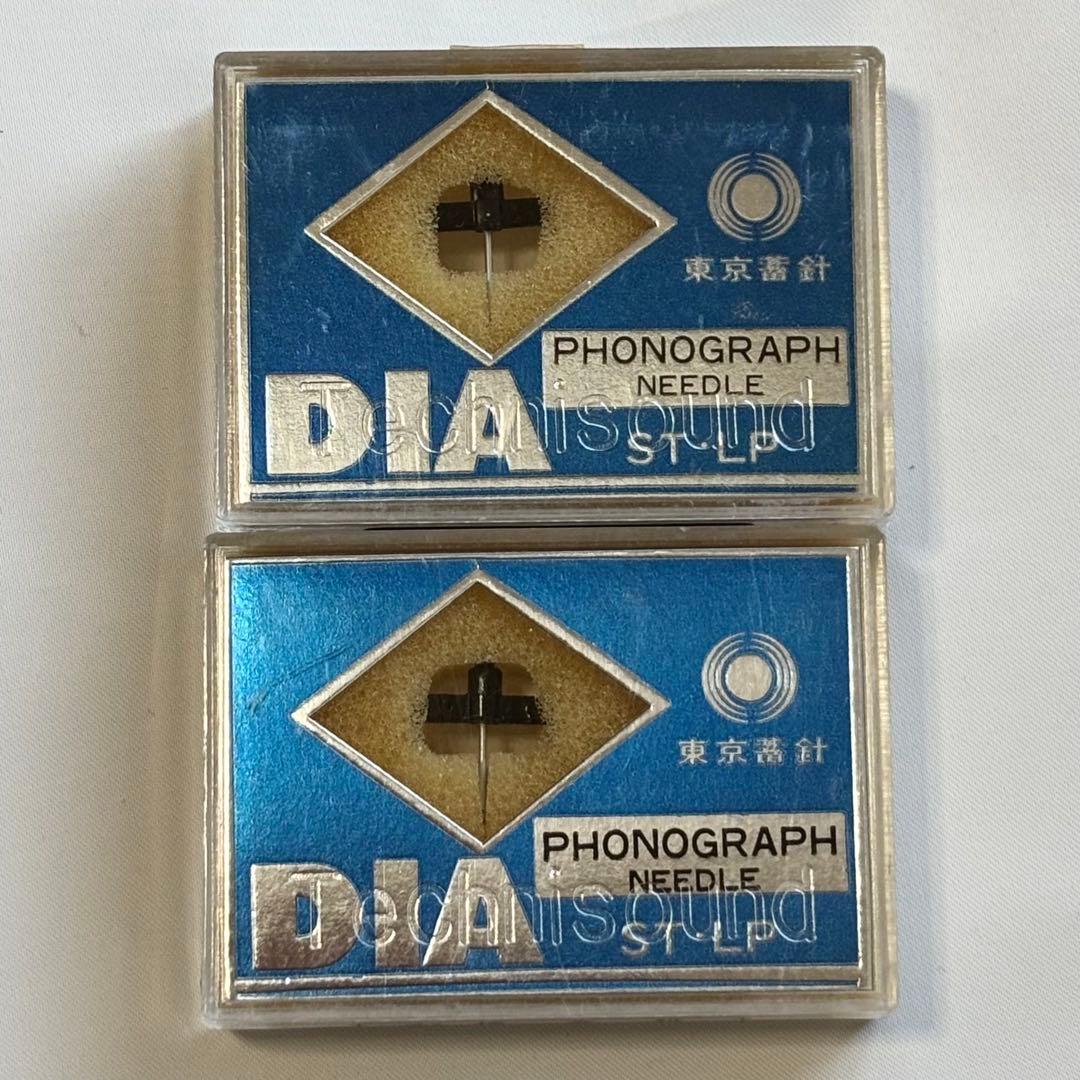 東京蓄針
PHONOGRAPH
NEEDLE
DIA
Technisound
ST·LP
東京蓄針
PHONOGRAPH
NEEDLE
DIA
Technisound
ST·LP